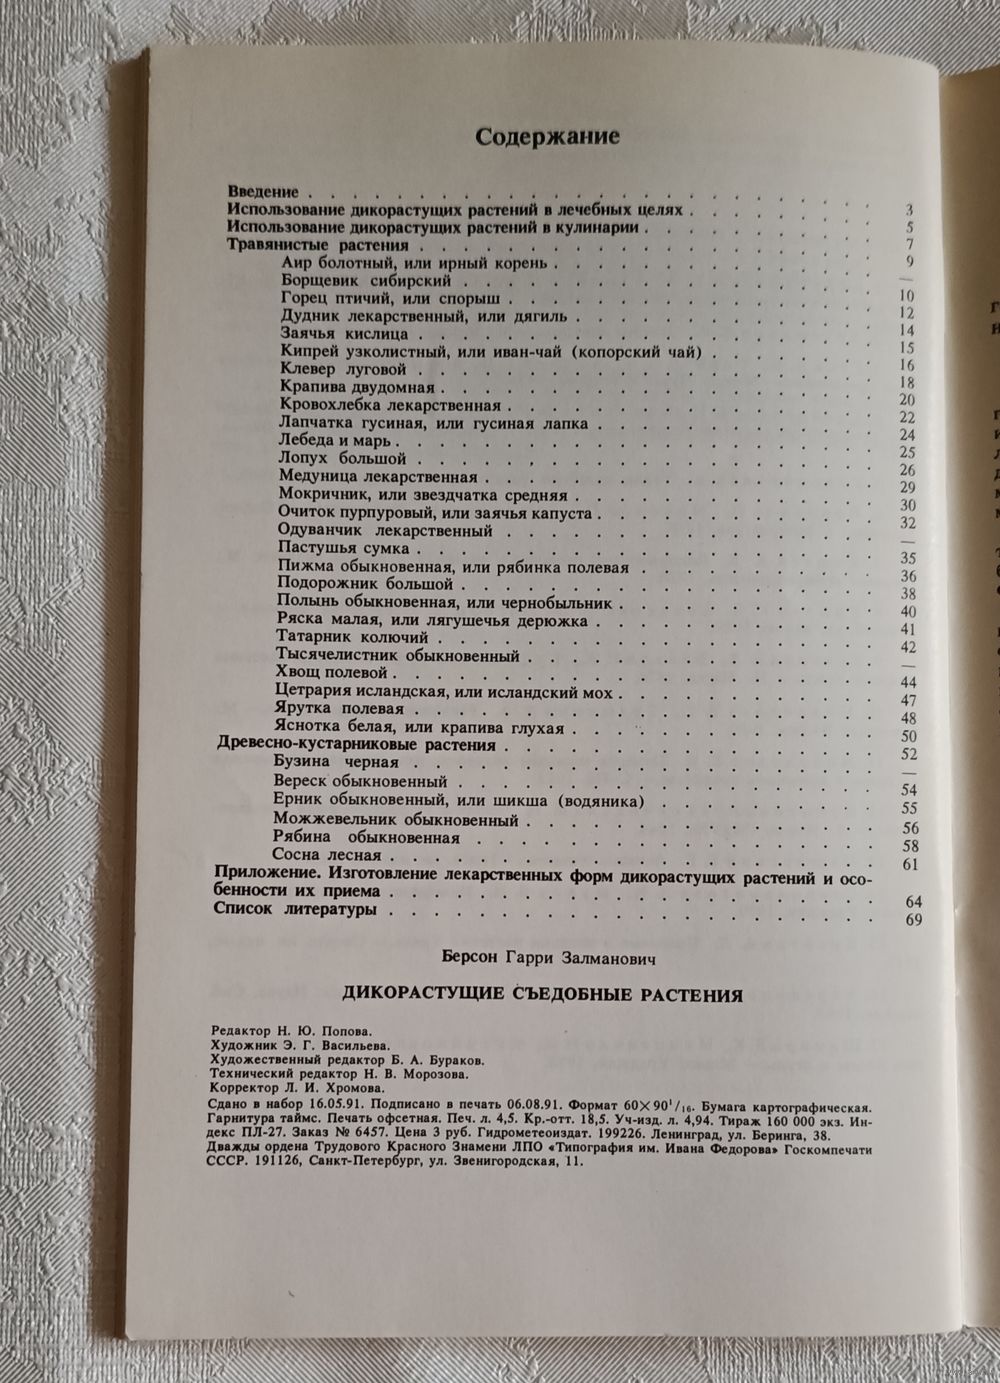 Содержание
Введение . . . . . . . . . . . . . . . . . . 3
Использование дикорастущих растений в лечебных целях . . . . . 5
Использование дикорастущих растений в кулинарии . . . . . . . 7
Травянистые растения . . . . . . . . . . . . . . . 9
Аир болотный, или ирный корень . . . . . . . . . . —
Борщевик сибирский . . . . . . . . . . . . . 10
Горец птичий, или спорыш . . . . . . . . . . . 12
Дудник лекарственный, или дягиль . . . . . . . . . 14
Заячья кислица . . . . . . . . . . . . . . 15
Кипрей узколистный, или иван-чай (копорский чай) . . . . . 16
Клевер луговой . . . . . . . . . . . . . . 18
Крапива двудомная . . . . . . . . . . . . . 20
Кровохлебка лекарственная . . . . . . . . . . . 22
Лапчатка гусиная, или гусиная лапка . . . . . . . . 24
Лебеда и марь . . . . . . . . . . . . . . 25
Лопух большой . . . . . . . . . . . . . . 26
Медуница лекарственная . . . . . . . . . . . . 29
Мокричник, или звездчатка средняя . . . . . . . . . 30
Очиток пурпуровый, или заячья капуста . . . . . . . . 32
Одуванчик лекарственный . . . . . . . . . . . —
Пастушья сумка . . . . . . . . . . . . . . 35
Пижма обыкновенная, или рябинка полевая . . . . . . . 36
Подорожник большой . . . . . . . . . . . . . 38
Полынь обыкновенная, или чернобыльник . . . . . . . 40
Ряска малая, или лягушечья дерюжка . . . . . . . . 41
Татарник колючий . . . . . . . . . . . . . 42
Тысячелистник обыкновенный . . . . . . . . . . —
Хвощ полевой . . . . . . . . . . . . . . 44
Цетрария исландская, или исландский мох . . . . . . . 47
Ярутка полевая . . . . . . . . . . . . . . 48
Яснотка белая, или крапива глухая . . . . . . . . . 50
Древесно-кустарниковые растения . . . . . . . . . . . 52
Бузина черная . . . . . . . . . . . . . . —
Вереск обыкновенный . . . . . . . . . . . . . 54
Ерник обыкновенный, или шикша (водяника) . . . . . . . 55
Можжевельник обыкновенный . . . . . . . . . . . 56
Рябина обыкновенная . . . . . . . . . . . . 58
Сосна лесная . . . . . . . . . . . . . . 61
Приложение. Изготовление лекарственных форм дикорастущих растений и осо-
бенности их приема . . . . . . . . . . . . . . 64
Список литературы . . . . . . . . . . . . . . 69
Берсон Гарри Залманович
ДИКОРАСТУЩИЕ СЪЕДОБНЫЕ РАСТЕНИЯ
Редактор Н. Ю. Попова.
Художник Э. Г. Васильева.
Художественный редактор Б. А. Бураков.
Технический редактор Н. В. Морозова.
Корректор Л. И. Хромова.
Сдано в набор 16.05.91. Подписано в печать 06.08.91. Формат 60×90¹/₁₆. Бумага картографическая.
Гарнитура таймс. Печать офсетная. Печ. л. 4,5. Кр.-отт. 18,5. Уч-изд. л. 4,94. Тираж 160 000 экз. Ин-
декс ПЛ-27. Заказ № 6457. Цена 3 руб. Гидрометеоиздат. 199226. Ленинград, ул. Беринга, 38.
Дважды ордена Трудового Красного Знамени ЛПО «Типография им. Ивана Федорова» Госкомпечати
СССР. 191126, Санкт-Петербург, ул. Звенигородская, 11.